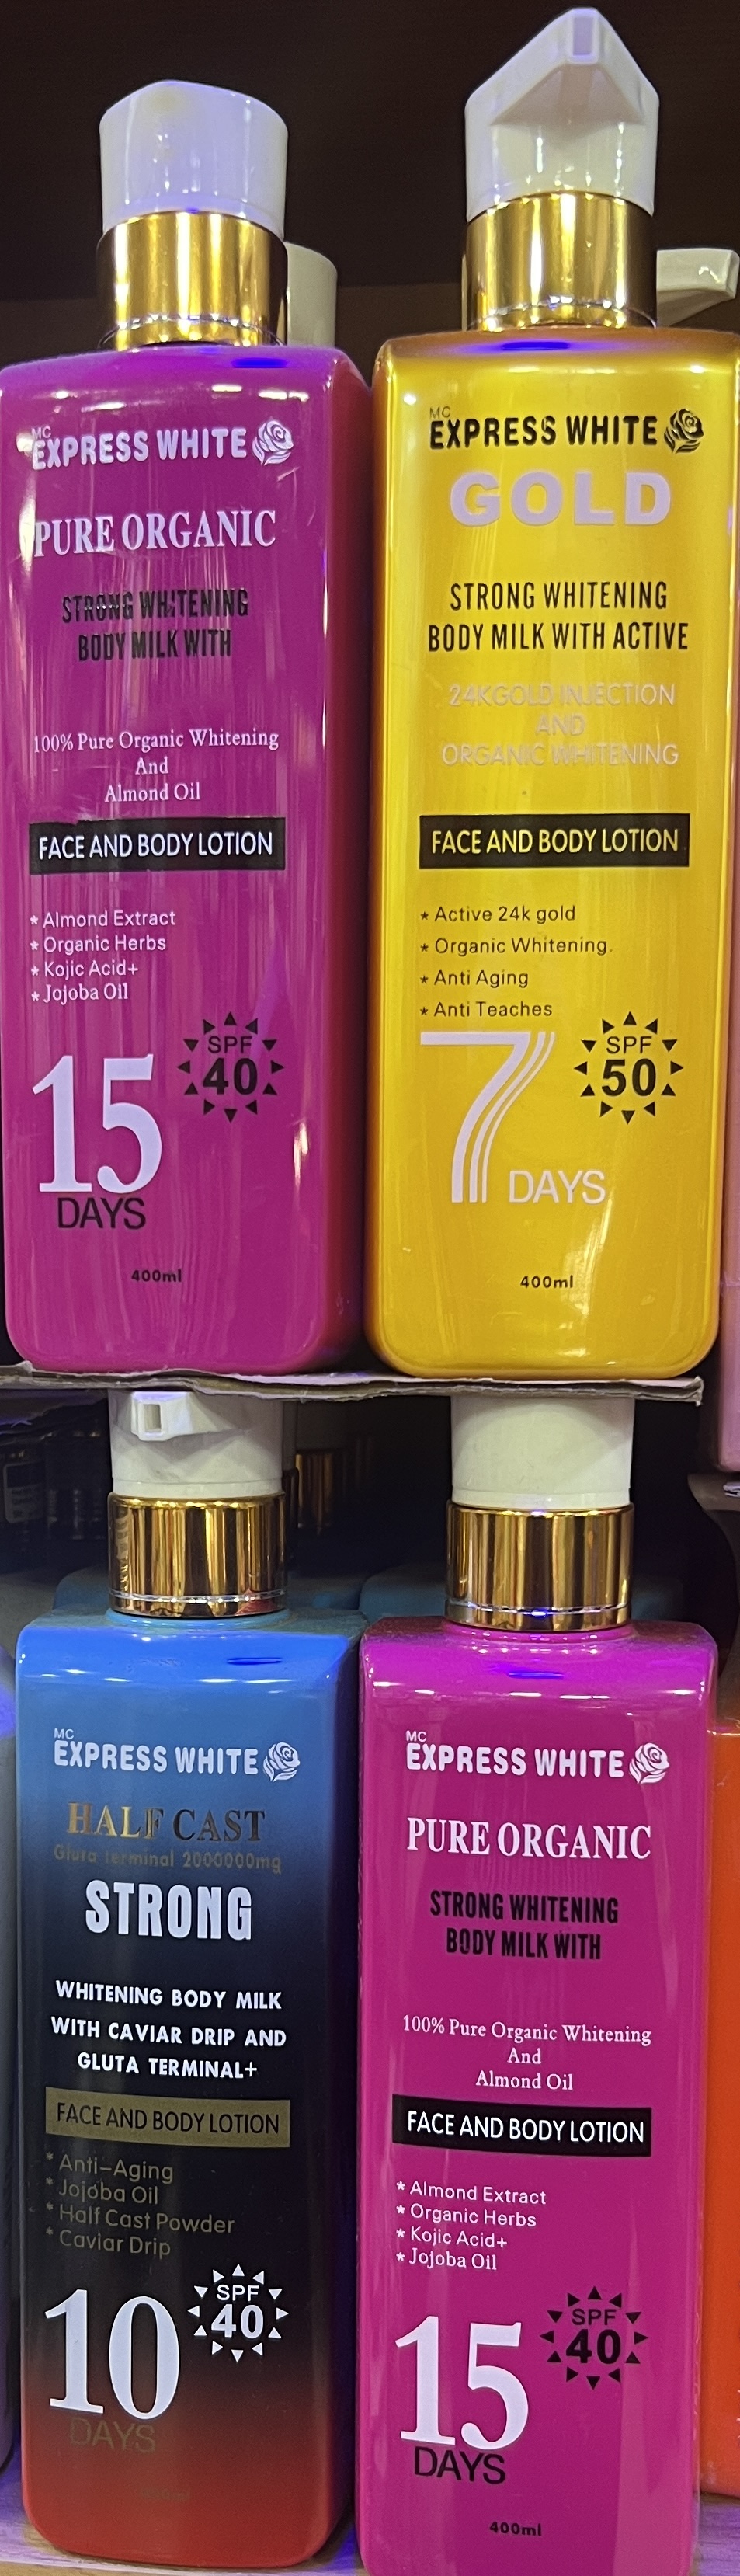 MC
EXPRESS WHITE
PURE ORGANIC
STRONG WHITENING
BODY MILK WITH
100% Pure Organic Whitening
And
Almond Oil
FACE AND BODY LOTION
* Almond Extract
* Organic Herbs
* Kojic Acid+
* Jojoba Oil
SPF
40
15
DAYS
400ml
MC
EXPRESS WHITE
GOLD
STRONG WHITENING
BODY MILK WITH ACTIVE
24KGOLD INJECTION
AND
ORGANIC WHITENING
FACE AND BODY LOTION
* Active 24k gold
* Organic Whitening.
* Anti Aging
* Anti Teaches
SPF
50
7 DAYS
400ml
MC
EXPRESS WHITE
HALF CAST
Gluta terminal 2000000mg
STRONG
WHITENING BODY MILK
WITH CAVIAR DRIP AND
GLUTA TERMINAL+
FACE AND BODY LOTION
* Anti-Aging
* Jojoba Oil
* Half Cast Powder
* Caviar Drip
SPF
40
10
DAYS
MC
EXPRESS WHITE
PURE ORGANIC
STRONG WHITENING
BODY MILK WITH
100% Pure Organic Whitening
And
Almond Oil
FACE AND BODY LOTION
* Almond Extract
* Organic Herbs
* Kojic Acid+
* Jojoba Oil
SPF
40
15
DAYS
400ml